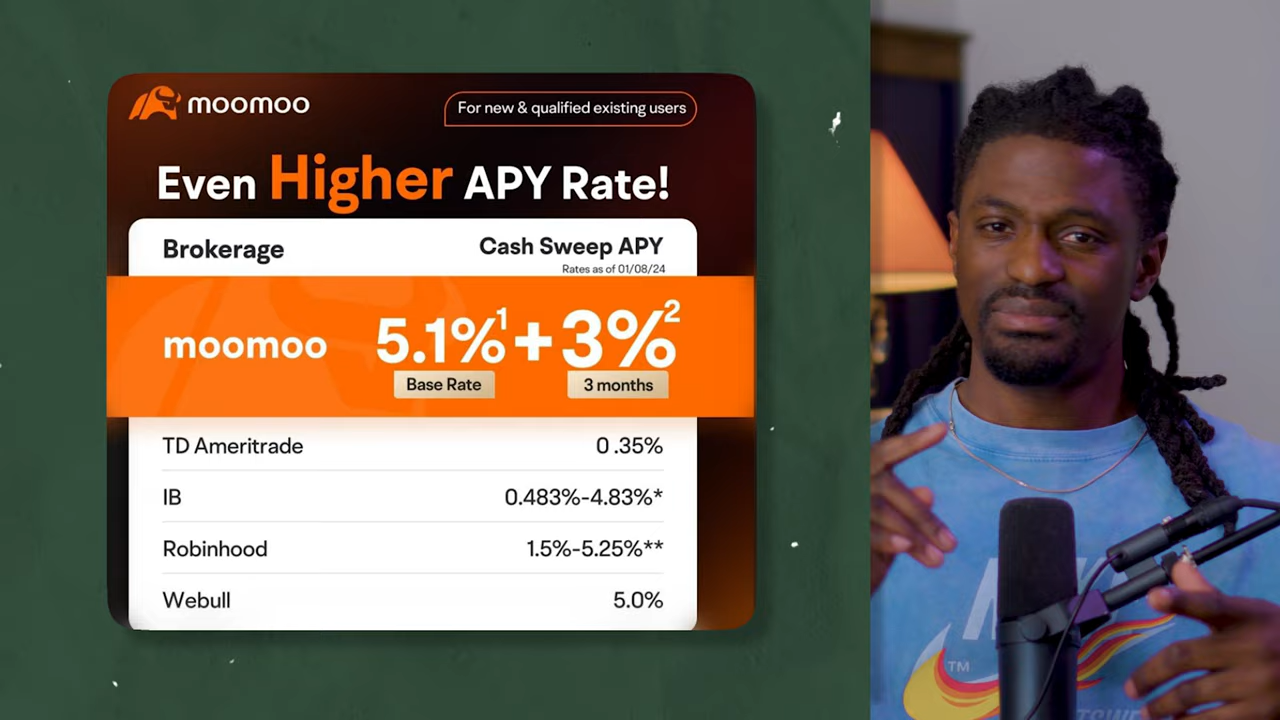 moomoo
For new & qualified existing users
Even Higher APY Rate!
Brokerage
Cash Sweep APY
Rates as of 01/08/24
moomoo
5.1%¹+3%²
Base Rate
3 months
TD Ameritrade
0 .35%
IB
0.483%-4.83%*
Robinhood
1.5%-5.25%**
Webull
5.0%
TM